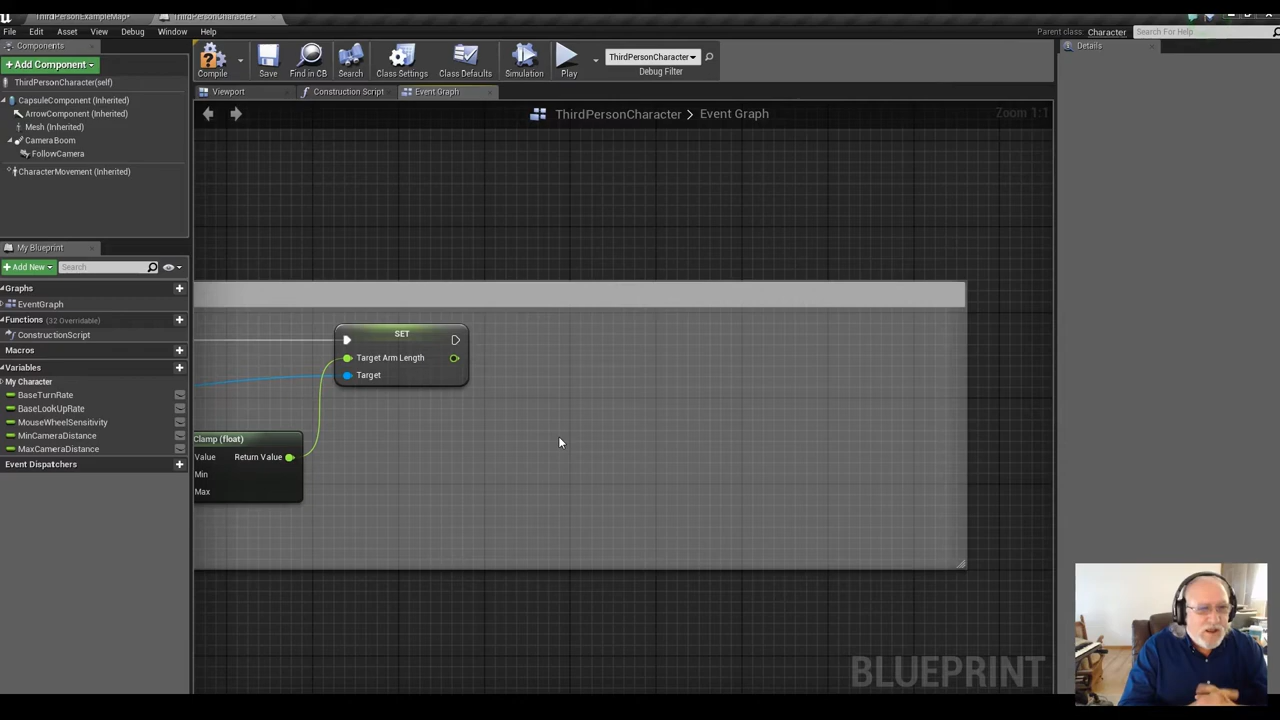 ThirdPersonExampleMap*
ThirdPersonCharacter*
File Edit Asset View Debug Window Help
Parent class: Character Search For Help
Components
Details
+ Add Component
Compile Save Find in CB Search Class Settings Class Defaults Simulation Play
ThirdPersonCharacter
Debug Filter
ThirdPersonCharacter(self)
Viewport Construction Script Event Graph
CapsuleComponent (Inherited)
ArrowComponent (Inherited)
Mesh (Inherited)
CameraBoom
FollowCamera
CharacterMovement (Inherited)
ThirdPersonCharacter > Event Graph
Zoom 1:1
My Blueprint
+ Add New Search
Graphs
EventGraph
Functions (32 Overridable)
ConstructionScript
Macros
Variables
My Character
BaseTurnRate
BaseLookUpRate
MouseWheelSensitivity
MinCameraDistance
MaxCameraDistance
Event Dispatchers
SET
Target Arm Length
Target
Clamp (float)
Value Return Value
Min
Max
BLUEPRINT